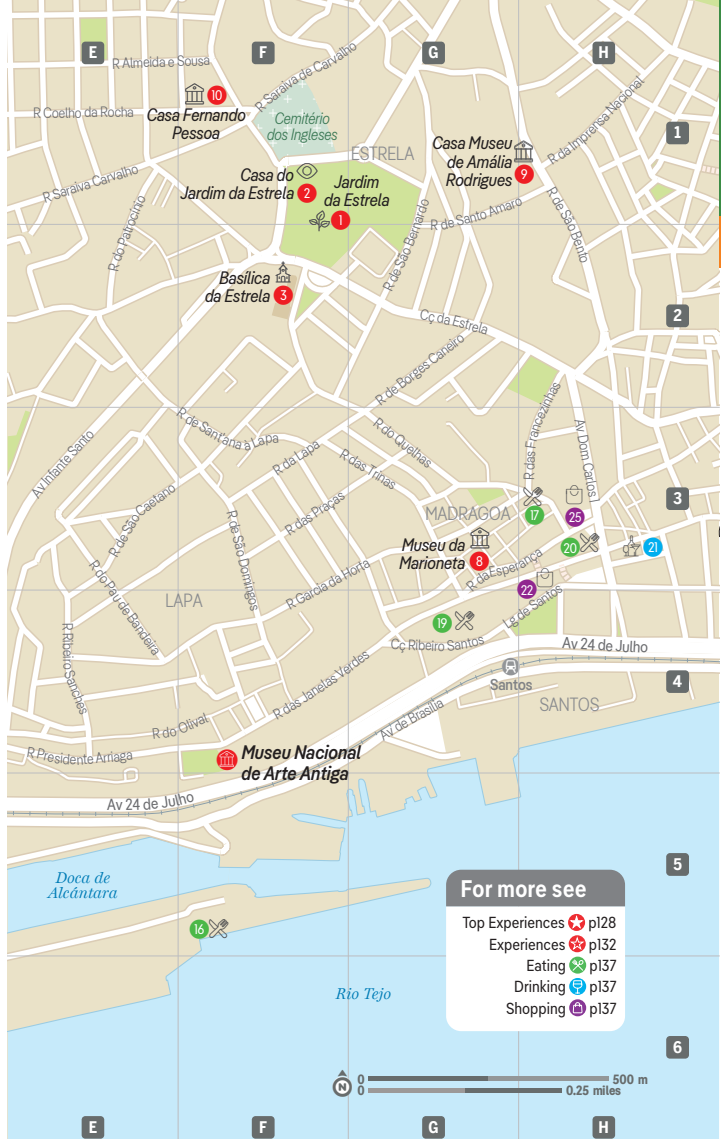 E
F
G
H
R Almeida e Sousa
R Saraiva de Carvalho
10
R Coelho da Rocha
Casa Fernando
Pessoa
Cemitério
dos Ingleses
R da Imprensa Nacional
1
ESTRELA
Casa Museu
de Amália
Rodrigues
9
R Saraiva Carvalho
Casa do
Jardim da Estrela
2
Jardim
da Estrela
1
R do Patrocínio
R de São Bernardo
R de Santo Amaro
R de São Bento
Basílica
da Estrela
3
2
Cç da Estrela
R de Borges Caneiro
R das Francezinhas
Av Dom Carlos I
R de Sant'ana à Lapa
R da Lapa
R do Quelhas
R das Trinas
Av Infante Santo
R de São Caetano
R das Praças
R de São Domingos
3
17
25
MADRAGOA
Museu da
Marioneta
8
20
21
R da Esperança
22
R do Pau de Bandeira
R Garcia da Horta
LAPA
19
Lg de Santos
R Ribeiro Sanches
Cç Ribeiro Santos
Av 24 de Julho
R das Janelas Verdes
Santos
4
SANTOS
Av de Brasília
R do Olival
R Presidente Arriaga
Museu Nacional
de Arte Antiga
Av 24 de Julho
5
Doca de
Alcántara
16
For more see
Top Experiences p128
Experiences p132
Eating p137
Drinking p137
Shopping p137
Rio Tejo
6
N
0 500 m
0 0.25 miles
E
F
G
H